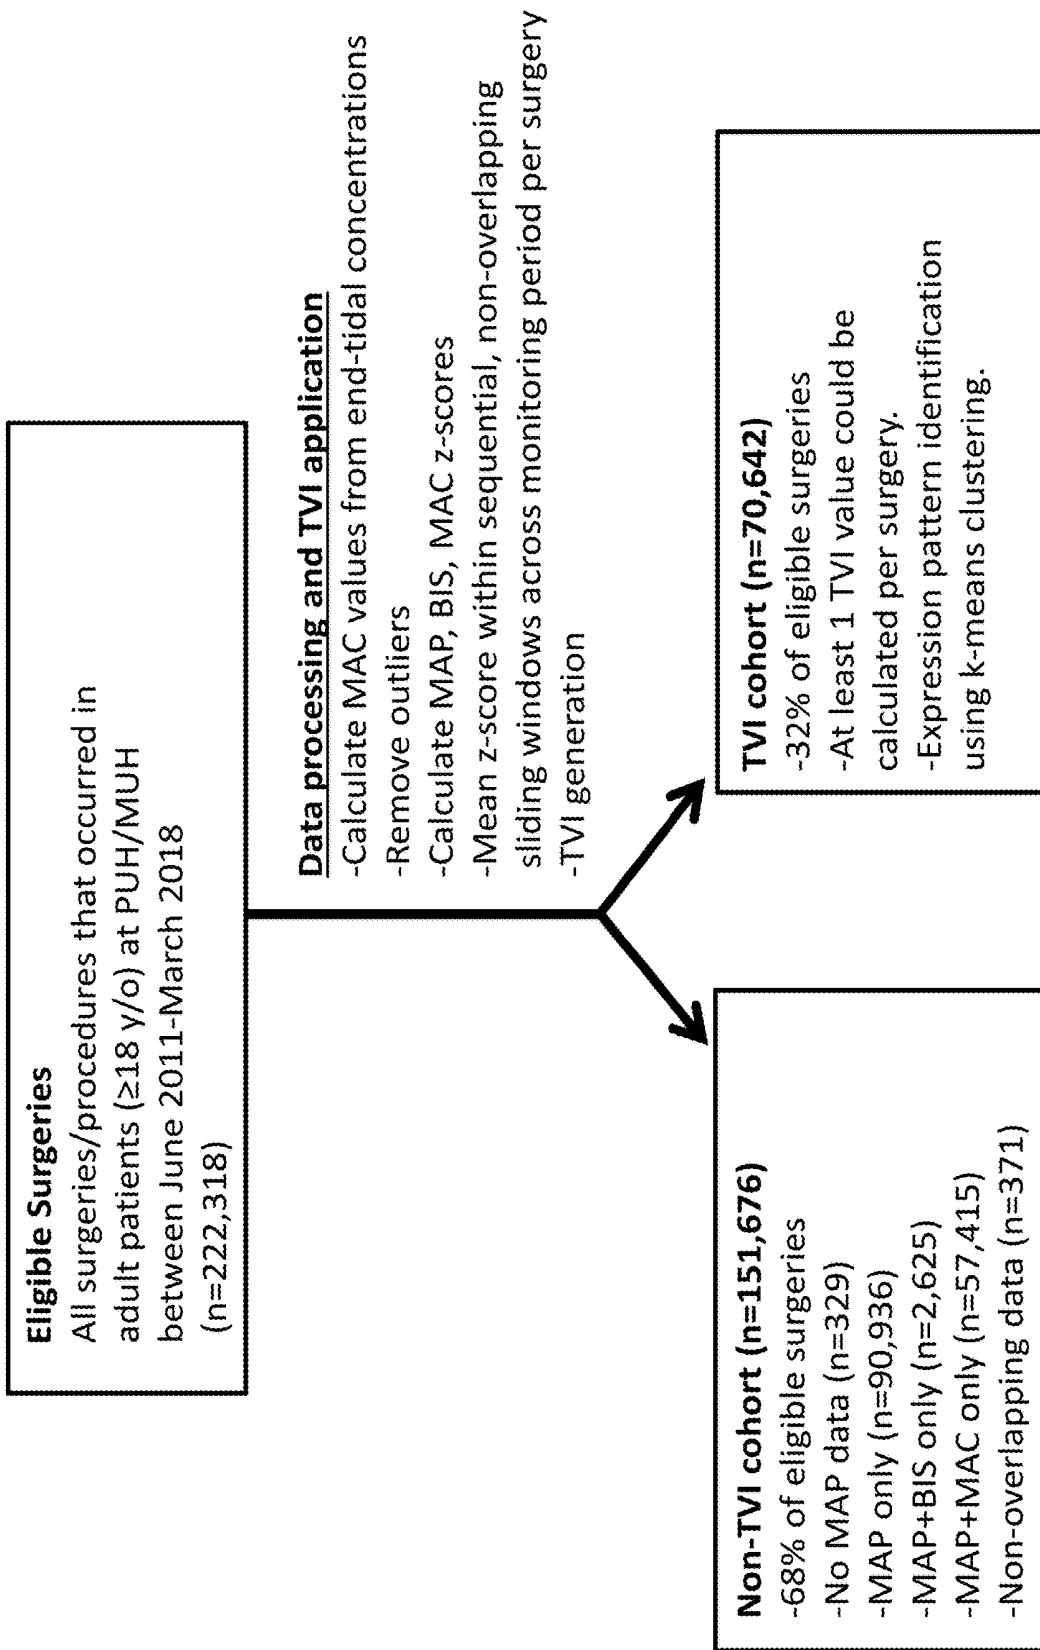 Eligible Surgeries
All surgeries/procedures that occurred in
adult patients (≥18 y/o) at PUH/MUH
between June 2011-March 2018
(n=222,318)
Data processing and TVI application
-Calculate MAC values from end-tidal concentrations
-Remove outliers
-Calculate MAP, BIS, MAC z-scores
-Mean z-score within sequential, non-overlapping
sliding windows across monitoring period per surgery
-TVI generation
Non-TVI cohort (n=151,676)
-68% of eligible surgeries
-No MAP data (n=329)
-MAP only (n=90,936)
-MAP+BIS only (n=2,625)
-MAP+MAC only (n=57,415)
-Non-overlapping data (n=371)
TVI cohort (n=70,642)
-32% of eligible surgeries
-At least 1 TVI value could be
calculated per surgery.
-Expression pattern identification
using k-means clustering.